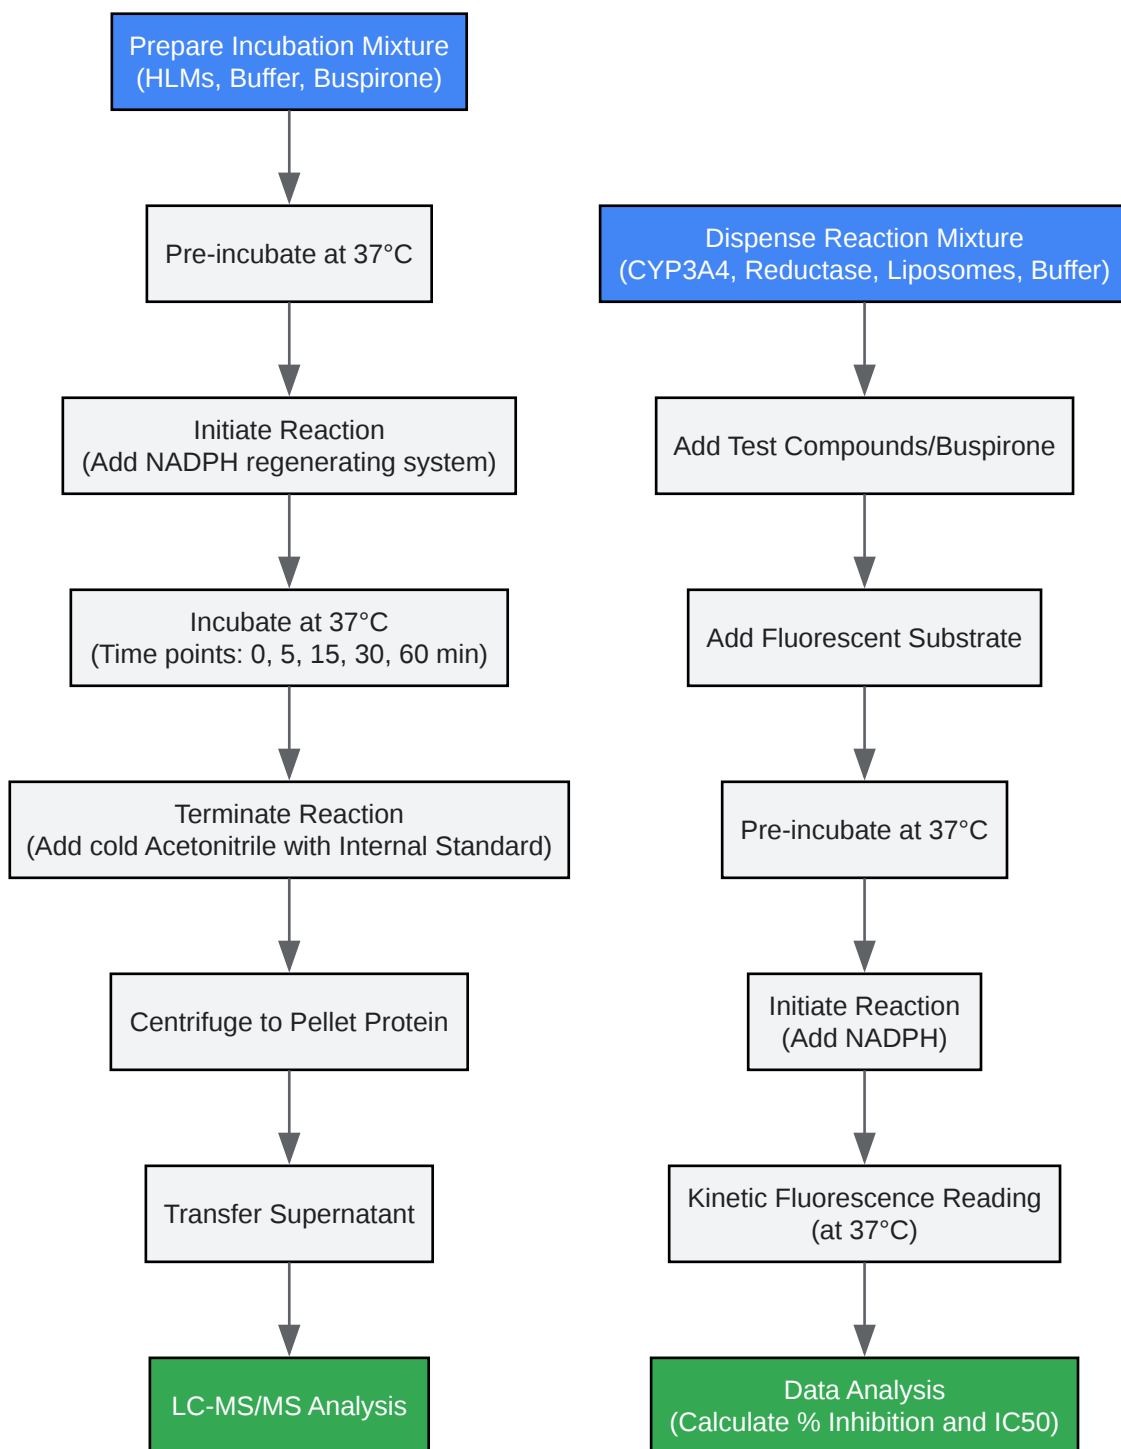 Prepare Incubation Mixture
(HLMs, Buffer, Buspirone)
Pre-incubate at 37°C
Initiate Reaction
(Add NADPH regenerating system)
Incubate at 37°C
(Time points: 0, 5, 15, 30, 60 min)
Terminate Reaction
(Add cold Acetonitrile with Internal Standard)
Centrifuge to Pellet Protein
Transfer Supernatant
LC-MS/MS Analysis
Dispense Reaction Mixture
(CYP3A4, Reductase, Liposomes, Buffer)
Add Test Compounds/Buspirone
Add Fluorescent Substrate
Pre-incubate at 37°C
Initiate Reaction
(Add NADPH)
Kinetic Fluorescence Reading
(at 37°C)
Data Analysis
(Calculate % Inhibition and IC50)